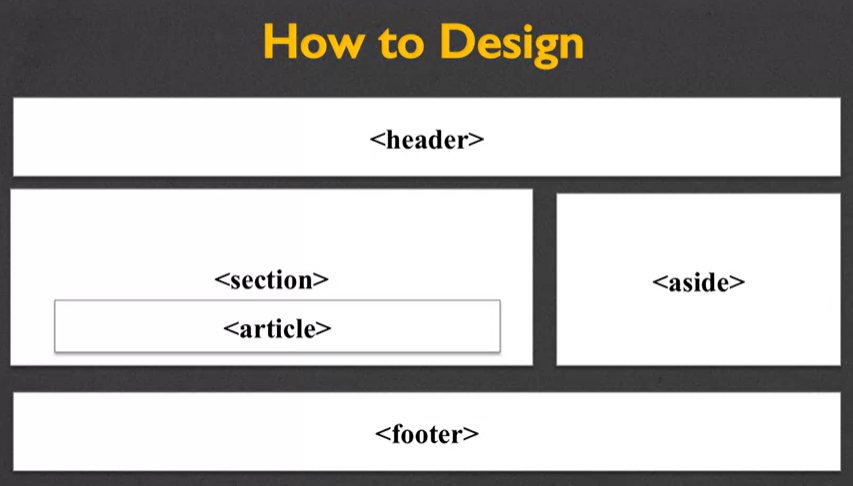 How to Design
<header>
<section>
<aside>
<article>
<footer>